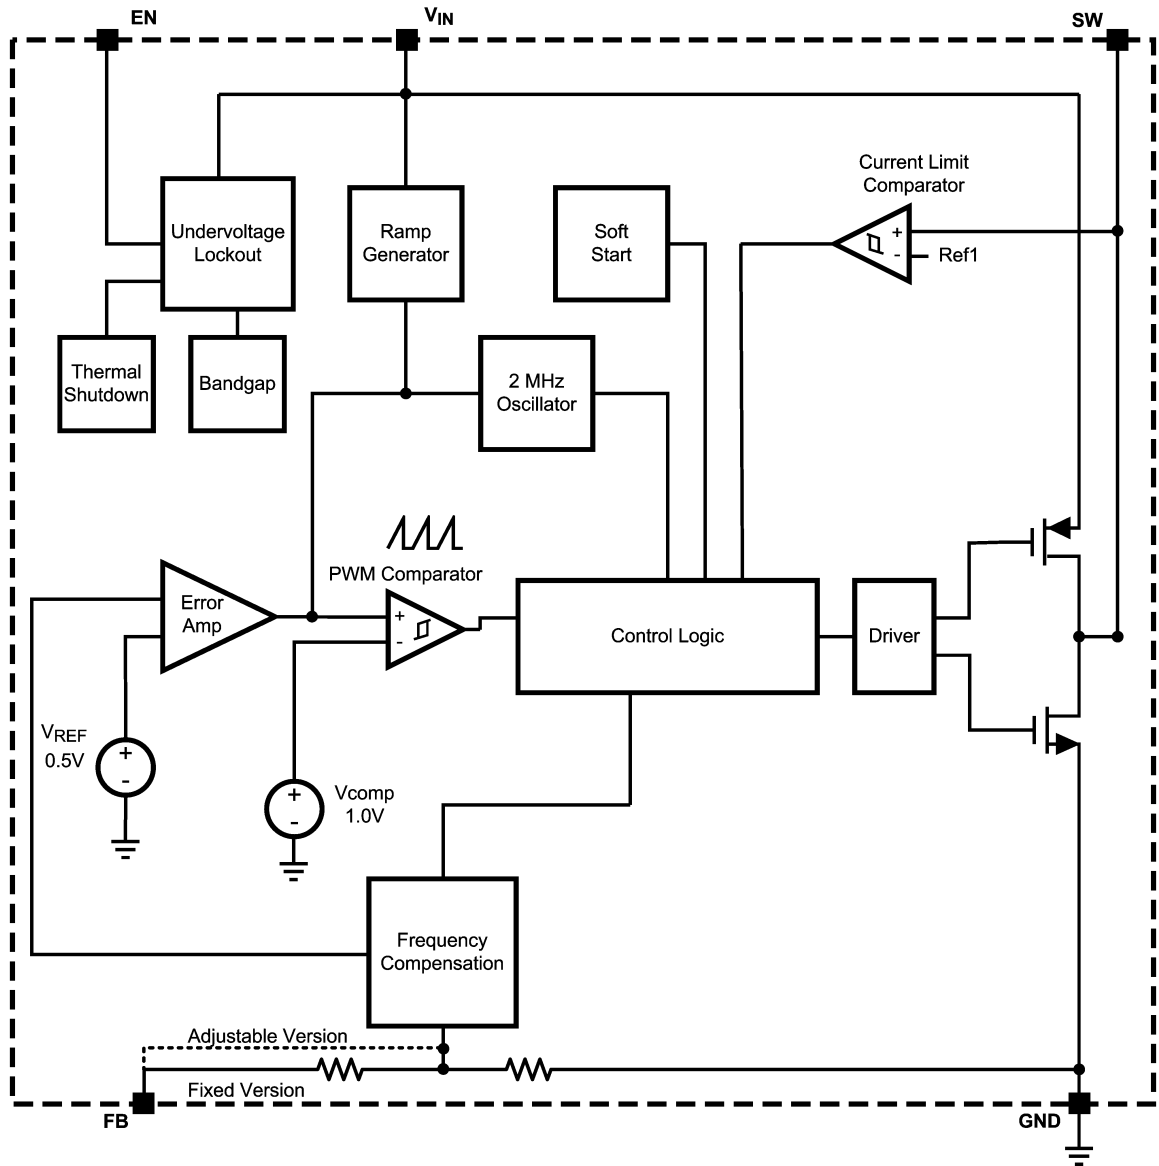 EN
VIN
SW
Current Limit
Comparator
Undervoltage
Lockout
Ramp
Generator
Soft
Start
+
-
Ref1
Thermal
Shutdown
Bandgap
2 MHz
Oscillator
PWM Comparator
Error
Amp
+
-
Control Logic
Driver
VREF
0.5V
+
-
Vcomp
1.0V
+
-
Frequency
Compensation
Adjustable Version
Fixed Version
FB
GND